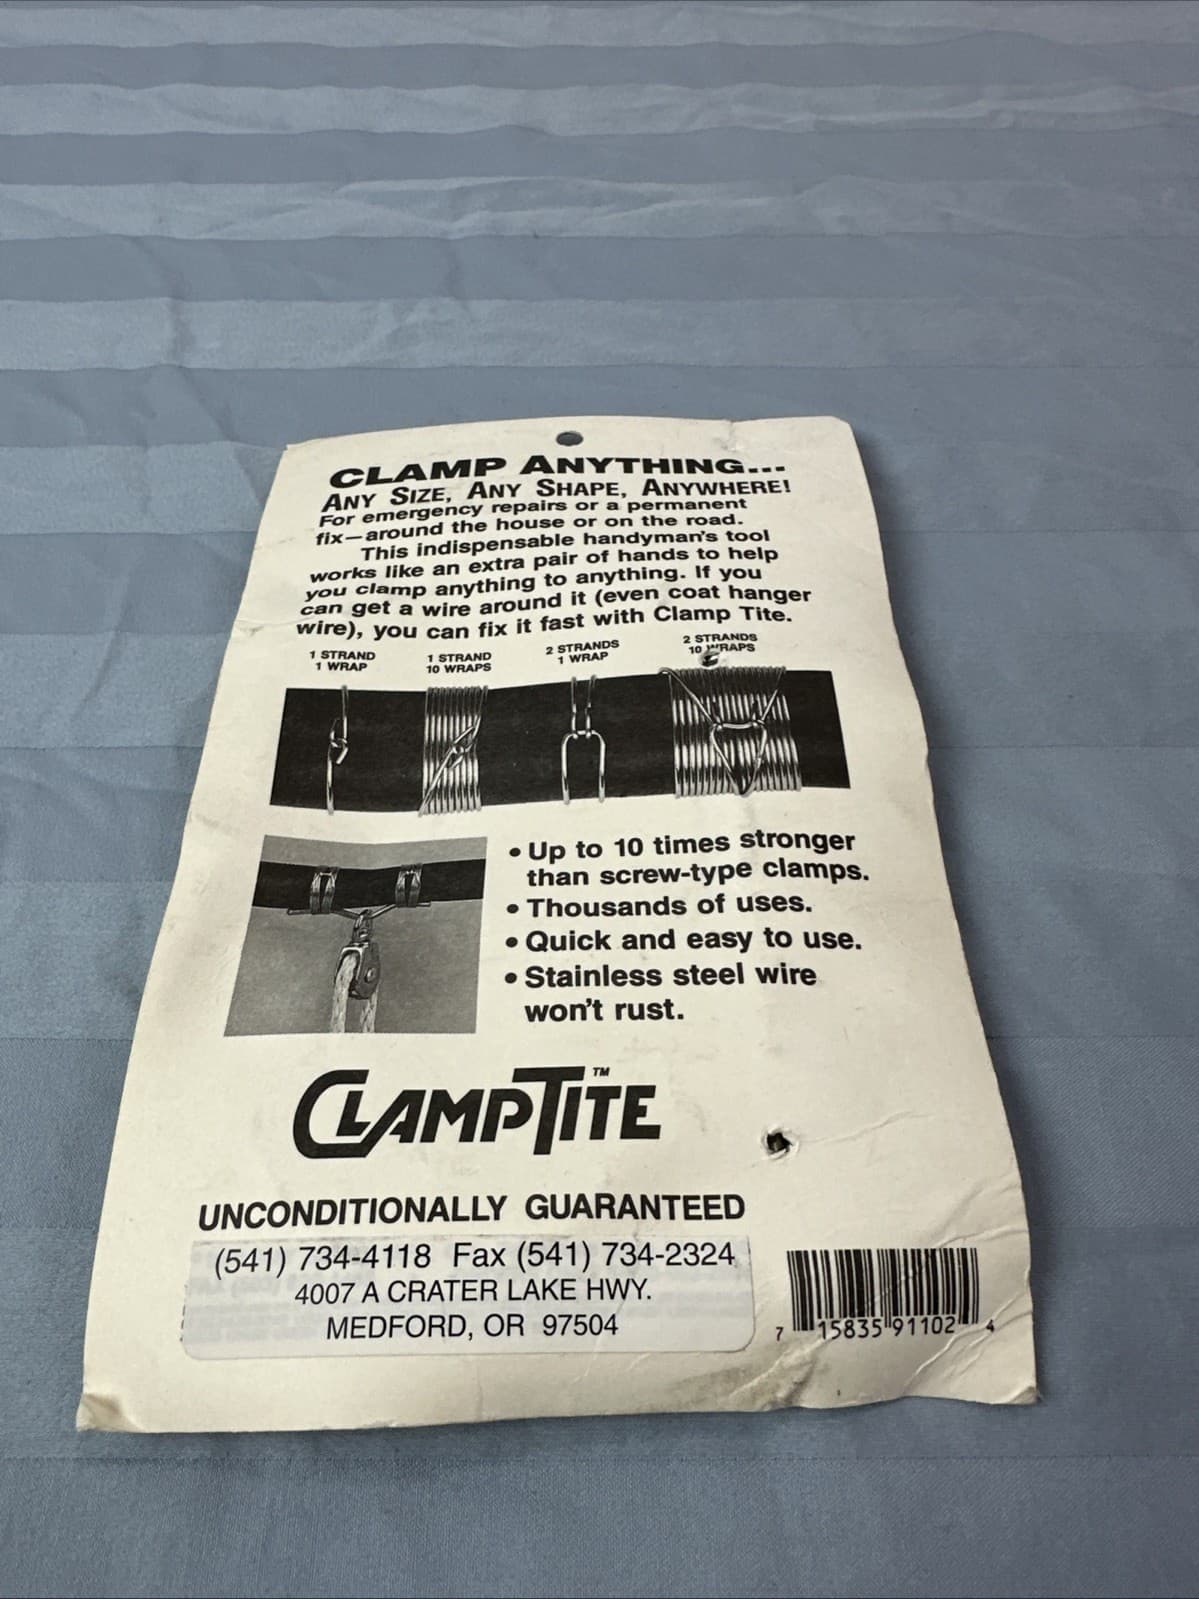 CLAMP ANYTHING...
ANY SIZE, ANY SHAPE, ANYWHERE!
For emergency repairs or a permanent
fix—around the house or on the road.
This indispensable handyman's tool
works like an extra pair of hands to help
you clamp anything to anything. If you
can get a wire around it (even coat hanger
wire), you can fix it fast with Clamp Tite.
1 STRAND
1 WRAP
1 STRAND
10 WRAPS
2 STRANDS
1 WRAP
2 STRANDS
10 WRAPS
• Up to 10 times stronger
than screw-type clamps.
• Thousands of uses.
• Quick and easy to use.
• Stainless steel wire
won't rust.
CLAMPTITE™
UNCONDITIONALLY GUARANTEED
(541) 734-4118 Fax (541) 734-2324
4007 A CRATER LAKE HWY.
MEDFORD, OR 97504
7 15835 91102 4